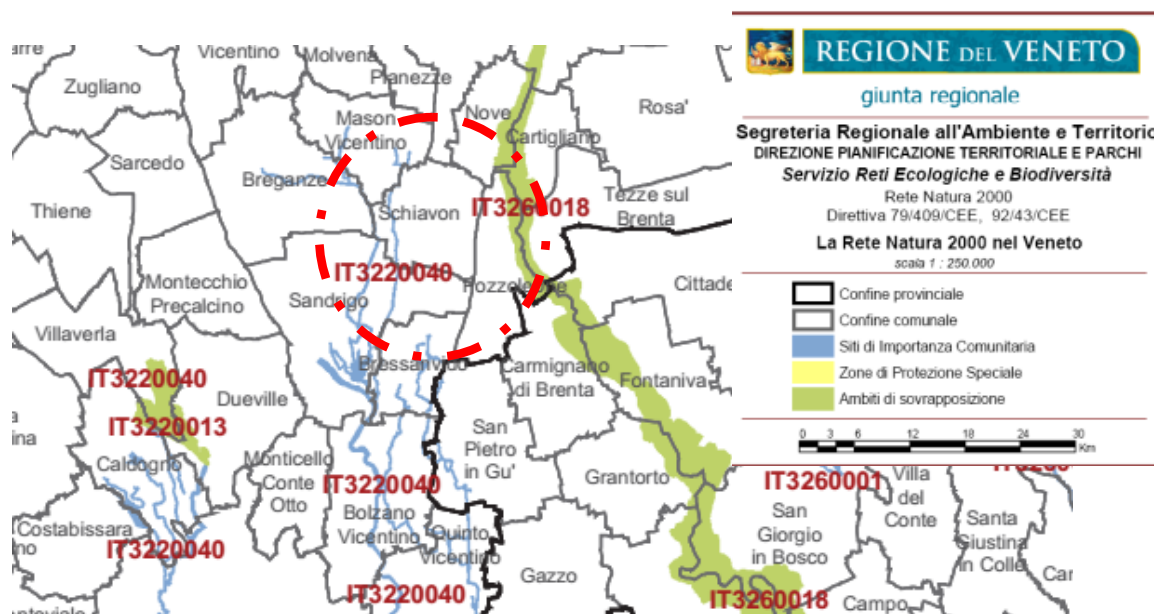 arre
Vicentino
Molvena
Pianezze
Zugliano
Nove
Rosa'
Mason
Vicentino
Cartigliano
Sarcedo
Breganze
Schiavon
IT3260018
Tezze sul
Brenta
Thiene
IT3220040
Montecchio
Precalcino
Sandrigo
Pozzoleone
Cittade
Villaverla
Bressanvido
Carmignano
di Brenta
Fontaniva
IT3220040
Dueville
IT3220013
San
Pietro
in Gu'
Caldogno
Monticello
Conte
Otto
IT3220040
Grantorto
IT3260001
Villa
del
Conte
Costabissara
Bolzano
Vicentino
Quinto
Vicentino
San
Giorgio
in Bosco
Santa
Giustina
in Colle
IT3220040
Gazzo
Car
IT3220040
IT3260018
Campo
REGIONE DEL VENETO
giunta regionale
Segreteria Regionale all'Ambiente e Territorio
DIREZIONE PIANIFICAZIONE TERRITORIALE E PARCHI
Servizio Reti Ecologiche e Biodiversità
Rete Natura 2000
Direttiva 79/409/CEE, 92/43/CEE
La Rete Natura 2000 nel Veneto
scala 1 : 250.000
Confine provinciale
Confine comunale
Siti di Importanza Comunitaria
Zone di Protezione Speciale
Ambiti di sovrapposizione
0 3 6 12 18 24 30
Km